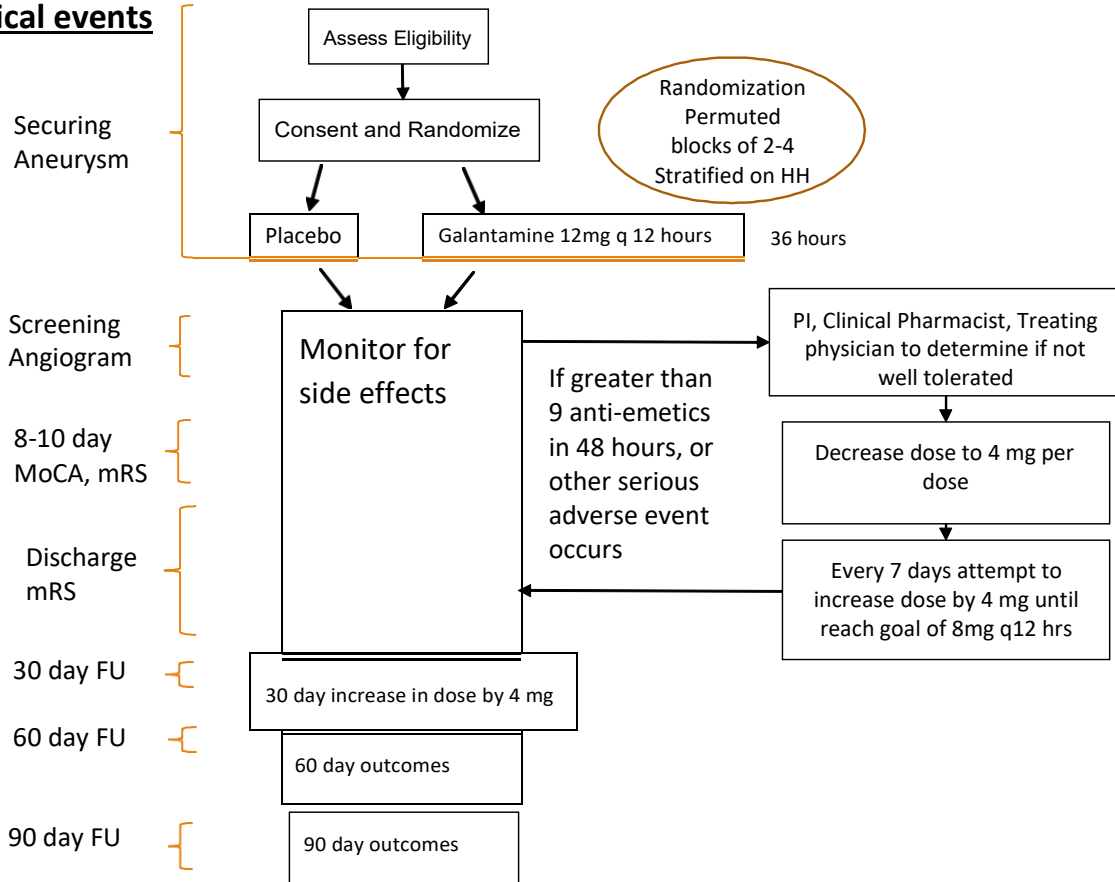 ical events
Assess Eligibility
Consent and Randomize
Randomization
Permuted
blocks of 2-4
Stratified on HH
Securing
Aneurysm
Placebo
Galantamine 12mg q 12 hours
36 hours
Screening
Angiogram
Monitor for
side effects
If greater than
9 anti-emetics
in 48 hours, or
other serious
adverse event
occurs
PI, Clinical Pharmacist, Treating
physician to determine if not
well tolerated
8-10 day
MoCA, mRS
Decrease dose to 4 mg per
dose
Discharge
mRS
Every 7 days attempt to
increase dose by 4 mg until
reach goal of 8mg q12 hrs
30 day FU
30 day increase in dose by 4 mg
60 day FU
60 day outcomes
90 day FU
90 day outcomes